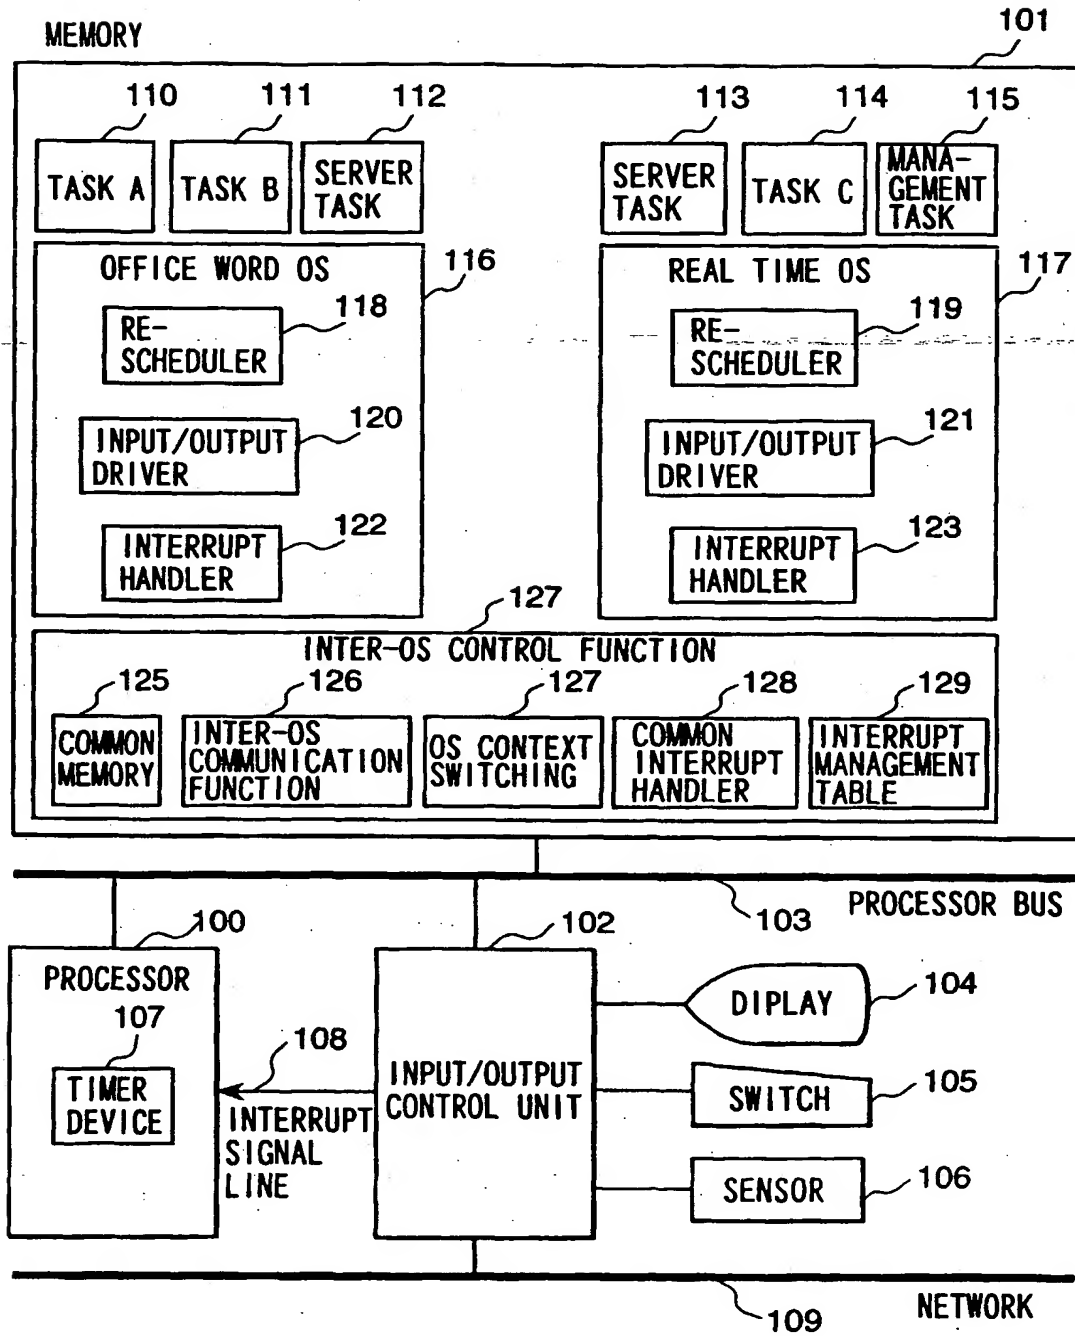 MEMORY
101
110
111
112
113
114
115
TASK A
TASK B
SERVER
TASK
SERVER
TASK
TASK C
MANA-
GEMENT
TASK
OFFICE WORD OS
116
REAL TIME OS
117
118
RE-
SCHEDULER
119
RE-
SCHEDULER
120
INPUT/OUTPUT
DRIVER
121
INPUT/OUTPUT
DRIVER
122
INTERRUPT
HANDLER
123
INTERRUPT
HANDLER
127
INTER-OS CONTROL FUNCTION
125
126
127
128
129
COMMON
MEMORY
INTER-OS
COMMUNICATION
FUNCTION
OS CONTEXT
SWITCHING
COMMON
INTERRUPT
HANDLER
INTERRUPT
MANAGEMENT
TABLE
103
PROCESSOR BUS
100
102
PROCESSOR
107
TIMER
DEVICE
108
INTERRUPT
SIGNAL
LINE
INPUT/OUTPUT
CONTROL UNIT
DIPLAY
104
SWITCH
105
SENSOR
106
109
NETWORK